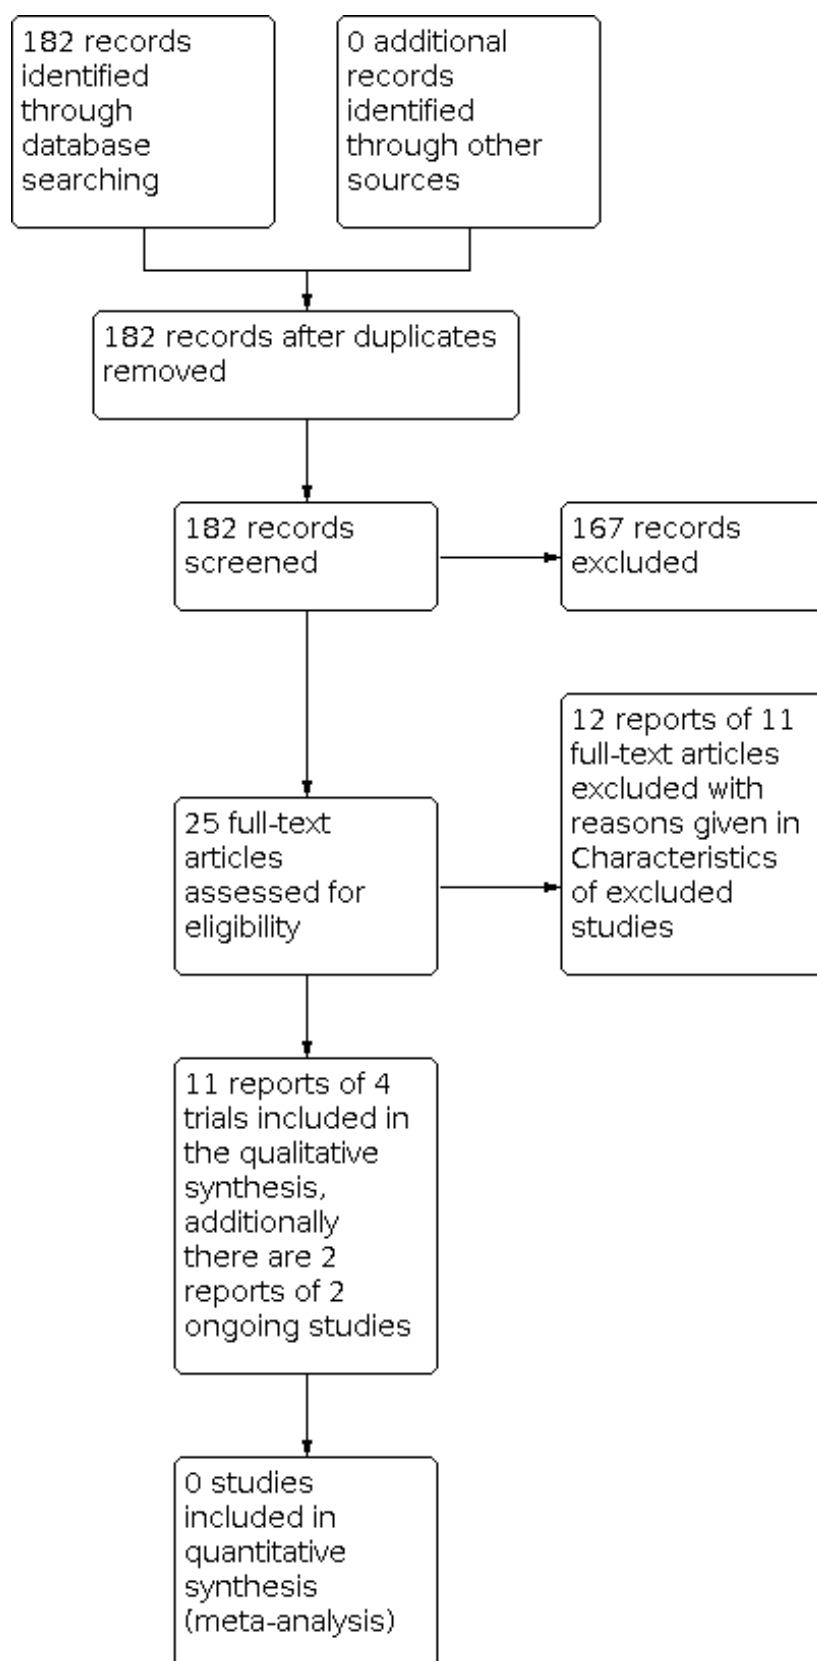 182 records
identified
through
database
searching
0 additional
records
identified
through other
sources
182 records after duplicates
removed
182 records
screened
167 records
excluded
25 full-text
articles
assessed for
eligibility
12 reports of 11
full-text articles
excluded with
reasons given in
Characteristics
of excluded
studies
11 reports of 4
trials included in
the qualitative
synthesis,
additionally
there are 2
reports of 2
ongoing studies
0 studies
included in
quantitative
synthesis
(meta-analysis)